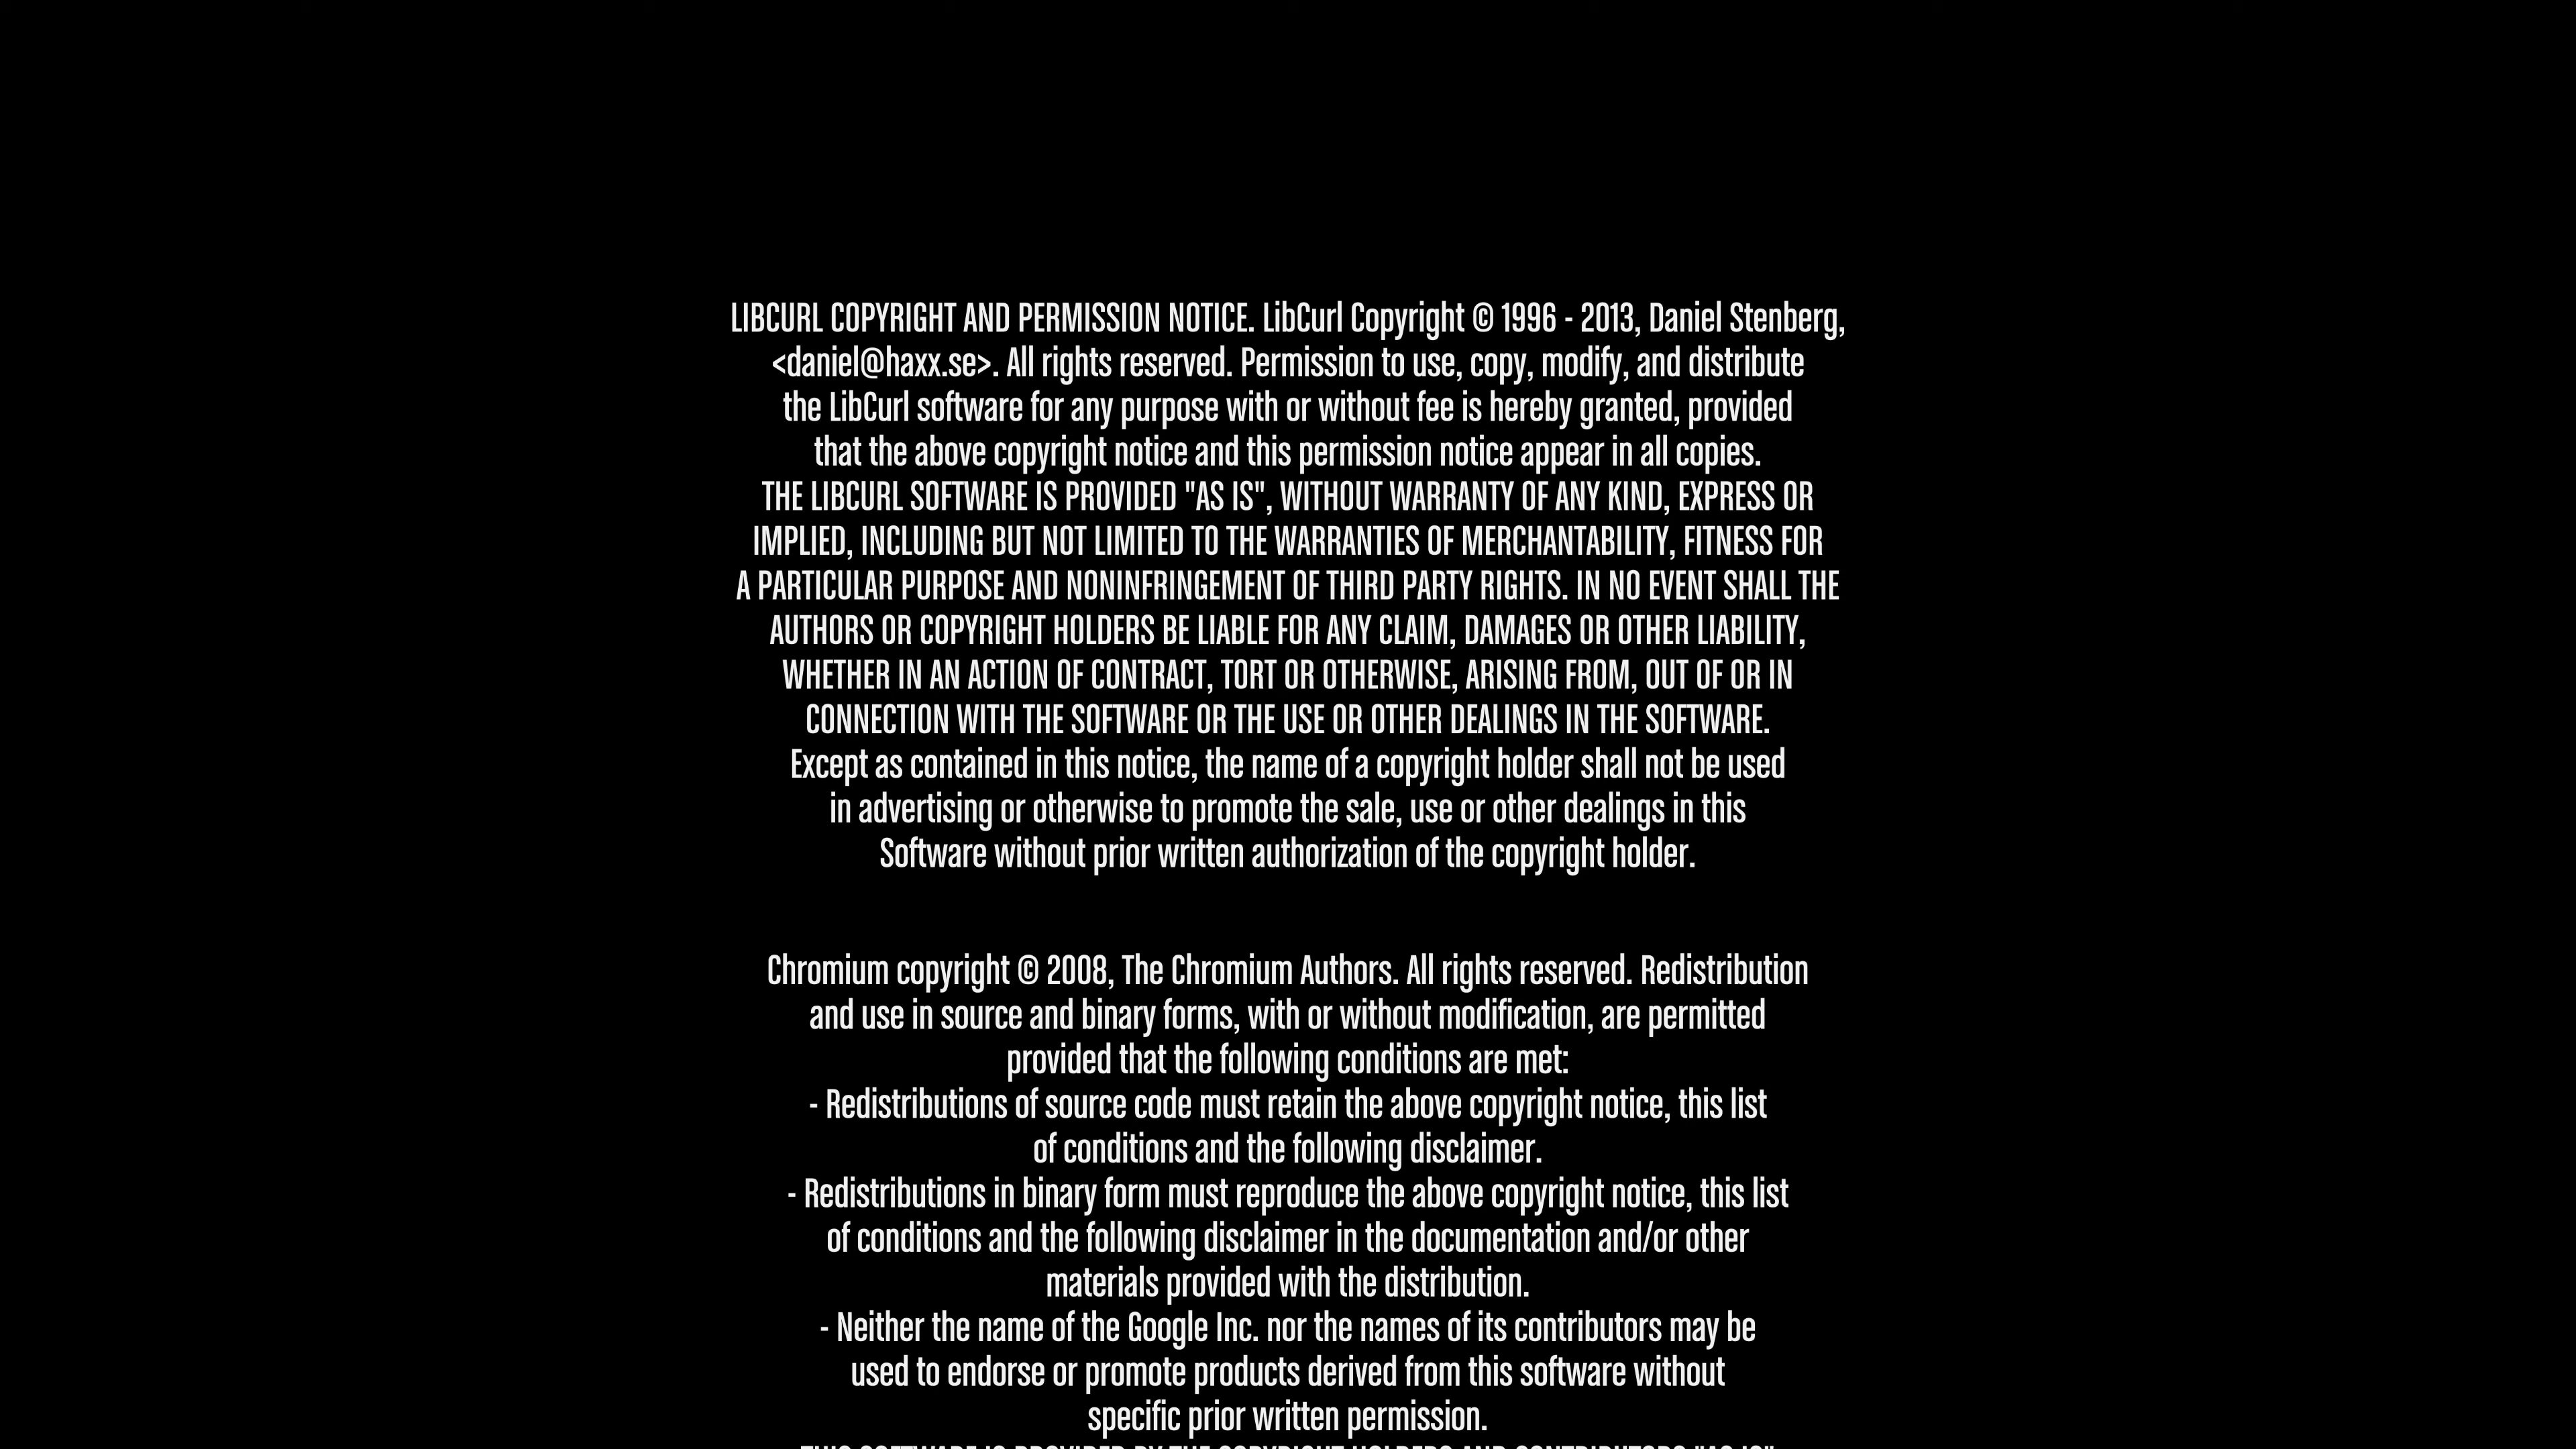 LIBCURL COPYRIGHT AND PERMISSION NOTICE. LibCurl Copyright © 1996 - 2013, Daniel Stenberg,
<daniel@haxx.se>. All rights reserved. Permission to use, copy, modify, and distribute
the LibCurl software for any purpose with or without fee is hereby granted, provided
that the above copyright notice and this permission notice appear in all copies.
THE LIBCURL SOFTWARE IS PROVIDED "AS IS", WITHOUT WARRANTY OF ANY KIND, EXPRESS OR
IMPLIED, INCLUDING BUT NOT LIMITED TO THE WARRANTIES OF MERCHANTABILITY, FITNESS FOR
A PARTICULAR PURPOSE AND NONINFRINGEMENT OF THIRD PARTY RIGHTS. IN NO EVENT SHALL THE
AUTHORS OR COPYRIGHT HOLDERS BE LIABLE FOR ANY CLAIM, DAMAGES OR OTHER LIABILITY,
WHETHER IN AN ACTION OF CONTRACT, TORT OR OTHERWISE, ARISING FROM, OUT OF OR IN
CONNECTION WITH THE SOFTWARE OR THE USE OR OTHER DEALINGS IN THE SOFTWARE.
Except as contained in this notice, the name of a copyright holder shall not be used
in advertising or otherwise to promote the sale, use or other dealings in this
Software without prior written authorization of the copyright holder.
Chromium copyright © 2008, The Chromium Authors. All rights reserved. Redistribution
and use in source and binary forms, with or without modification, are permitted
provided that the following conditions are met:
- Redistributions of source code must retain the above copyright notice, this list
of conditions and the following disclaimer.
- Redistributions in binary form must reproduce the above copyright notice, this list
of conditions and the following disclaimer in the documentation and/or other
materials provided with the distribution.
- Neither the name of the Google Inc. nor the names of its contributors may be
used to endorse or promote products derived from this software without
specific prior written permission.
THIS SOFTWARE IS PROVIDED BY THE COPYRIGHT HOLDERS AND CONTRIBUTORS "AS IS"